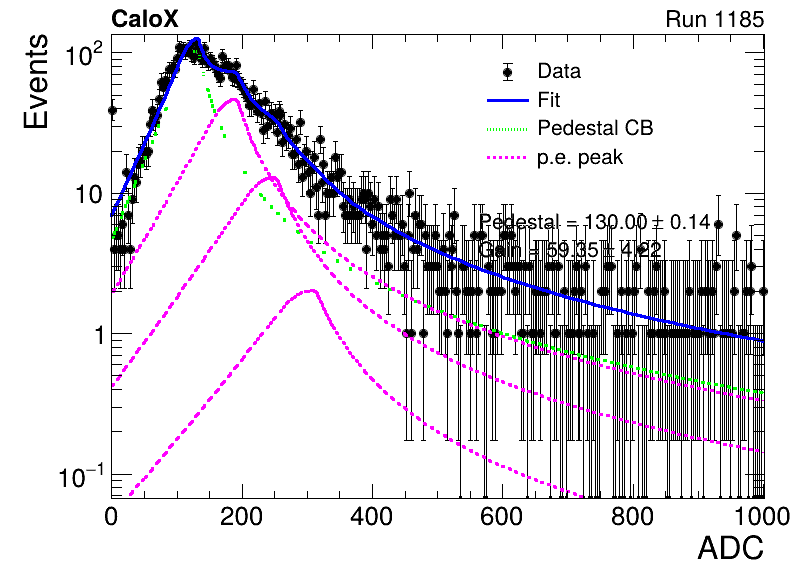 CaloX
Run 1185
Events
10²
10
1
10⁻¹
Data
Fit
Pedestal CB
p.e. peak
Pedestal = 130.00 ± 0.14
Gain = 59.35 ± 4.22
0
200
400
600
800
1000
ADC